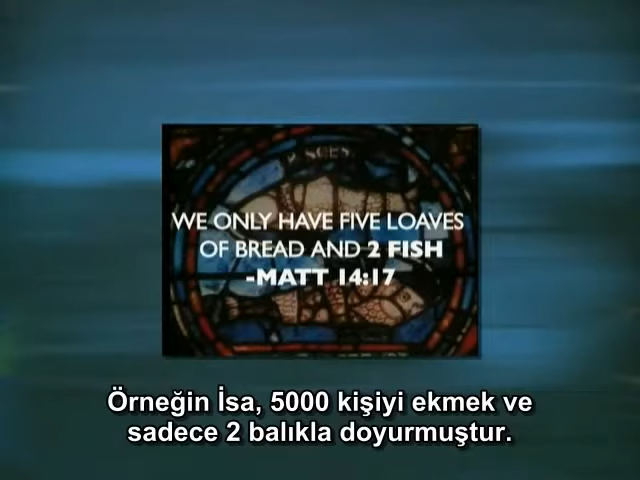 PISCES
WE ONLY HAVE FIVE LOAVES
OF BREAD AND 2 FISH
-MATT 14:17
Örneğin İsa, 5000 kişiyi ekmek ve
sadece 2 balıkla doyurmuştur.